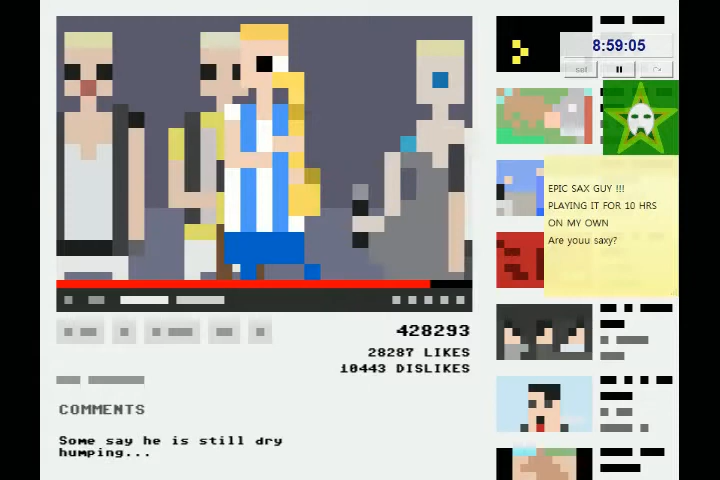 8:59:05
set
EPIC SAX GUY !!!
PLAYING IT FOR 10 HRS
ON MY OWN
Are youu saxy?
428293
28287 LIKES
10443 DISLIKES
COMMENTS
Some say he is still dry
humping...